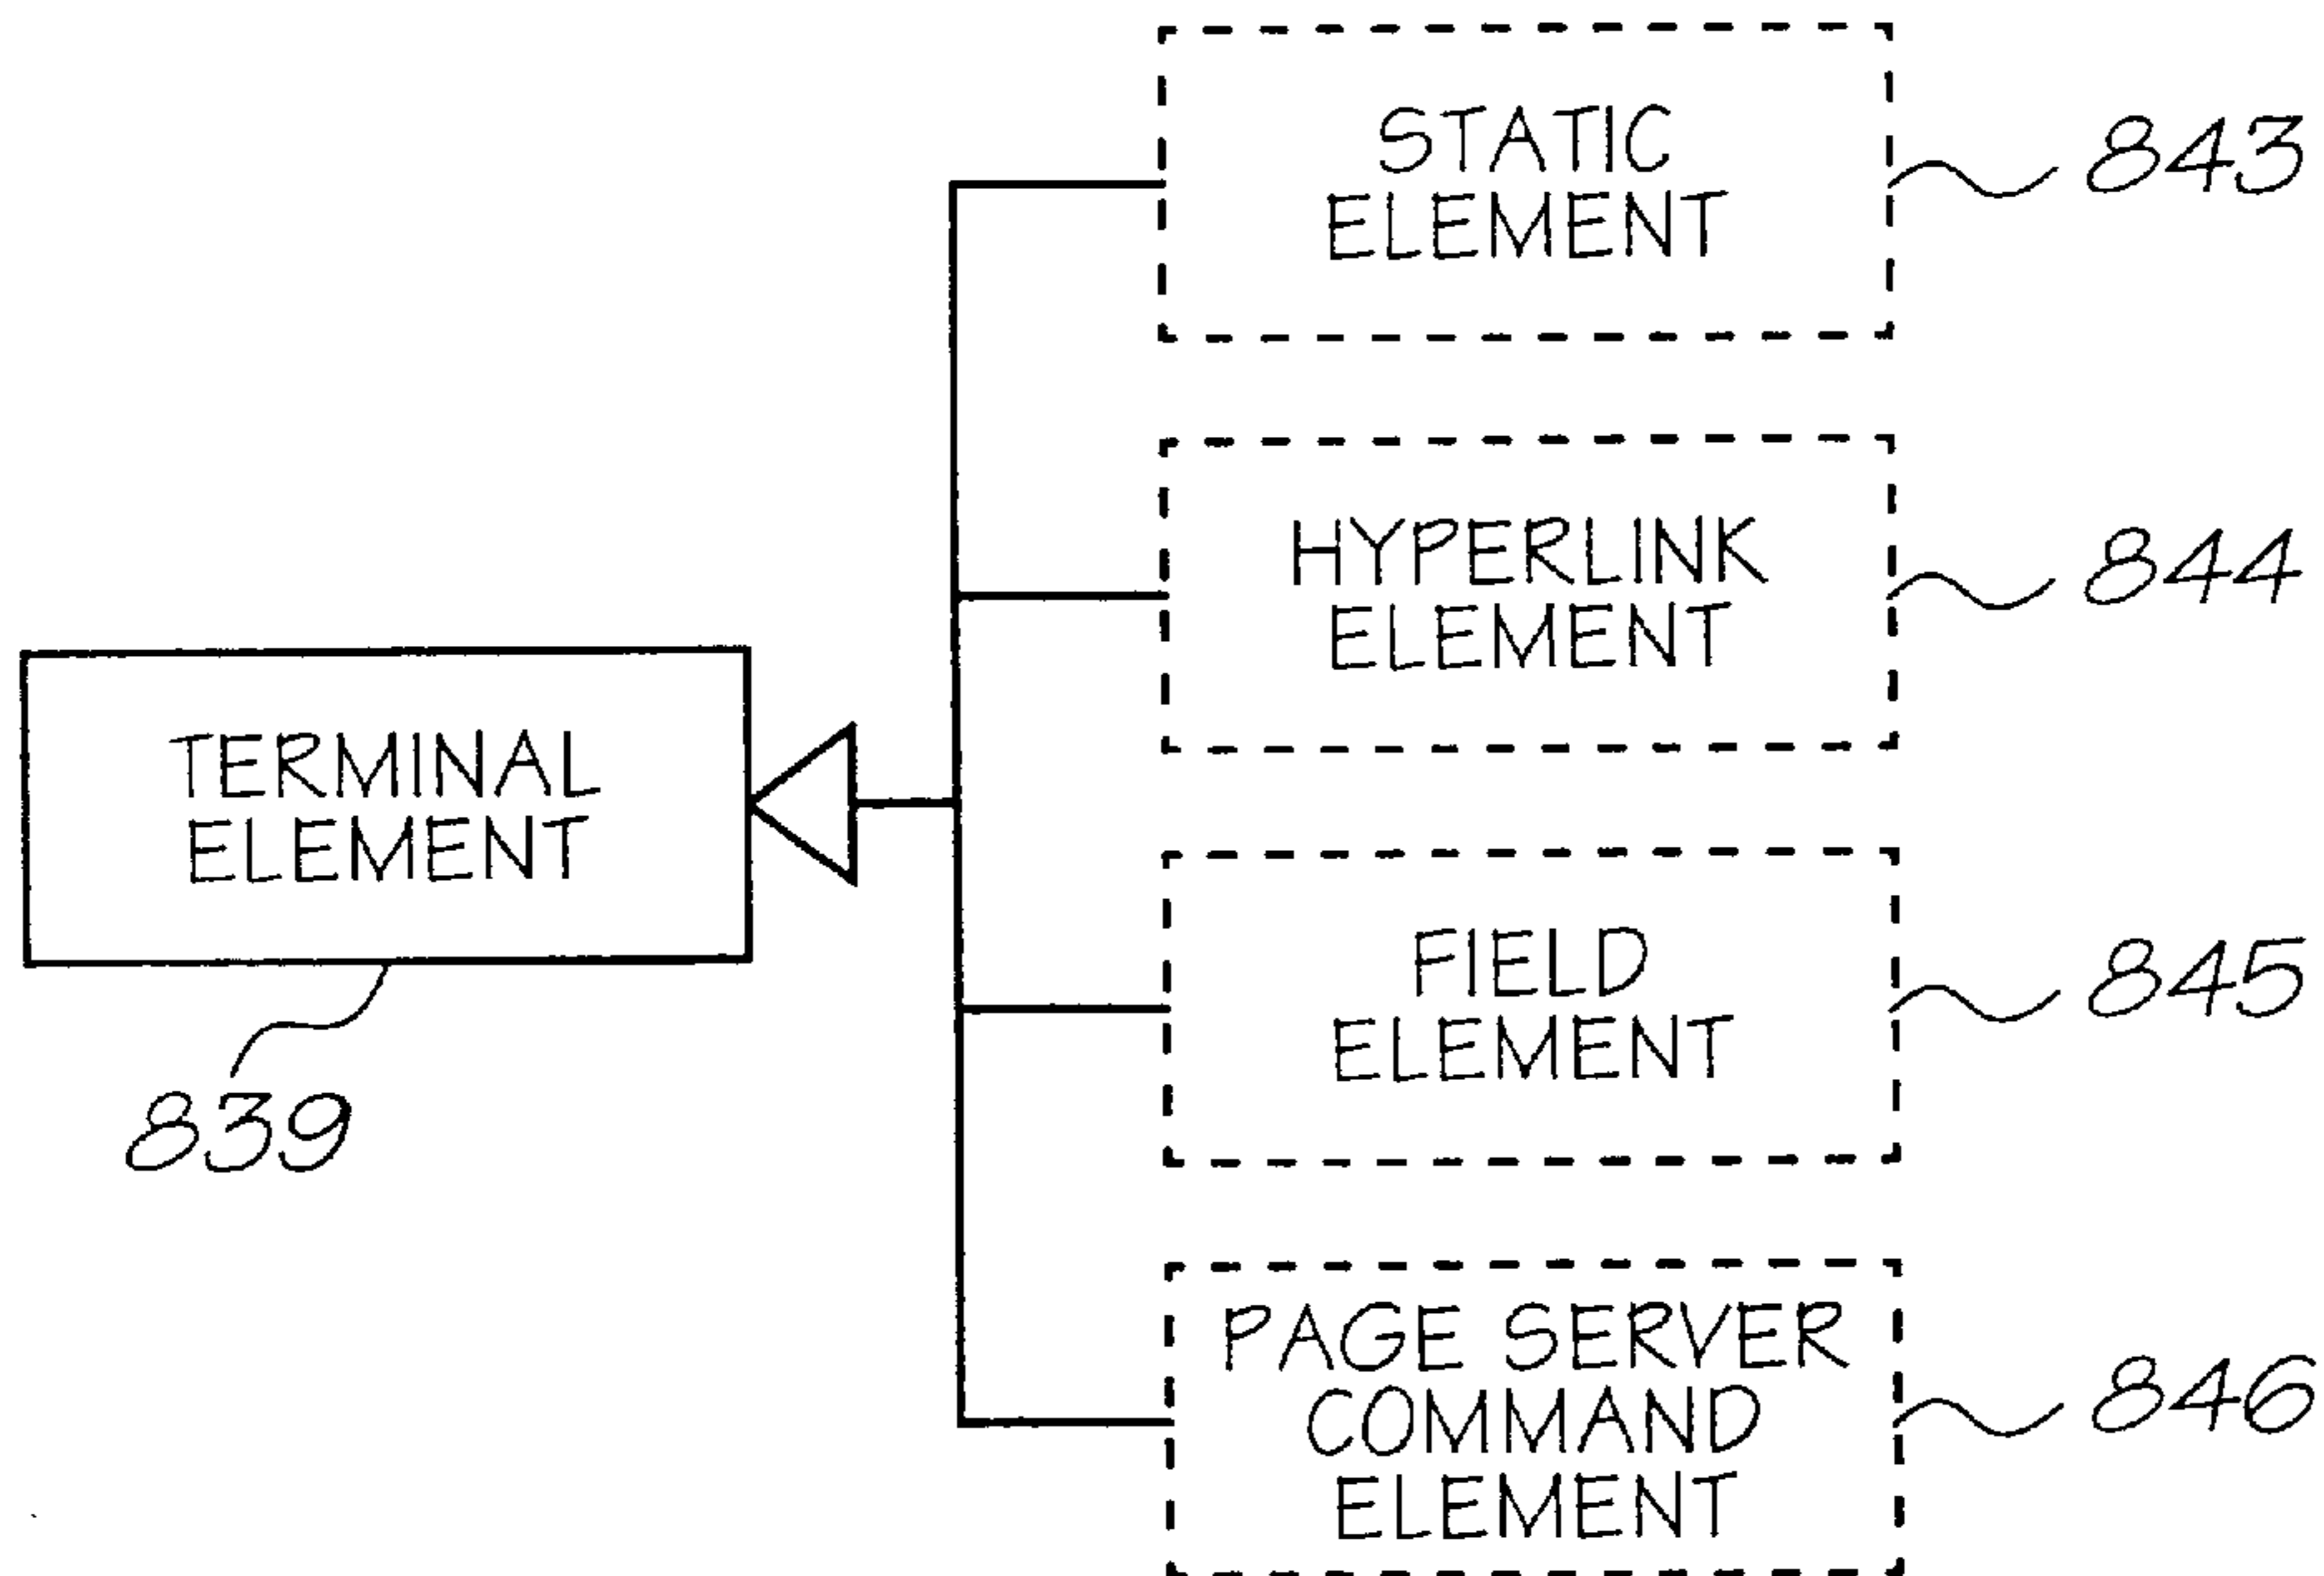 STATIC
ELEMENT
843
HYPERLINK
ELEMENT
844
TERMINAL
ELEMENT
839
FIELD
ELEMENT
845
PAGE SERVER
COMMAND
ELEMENT
846